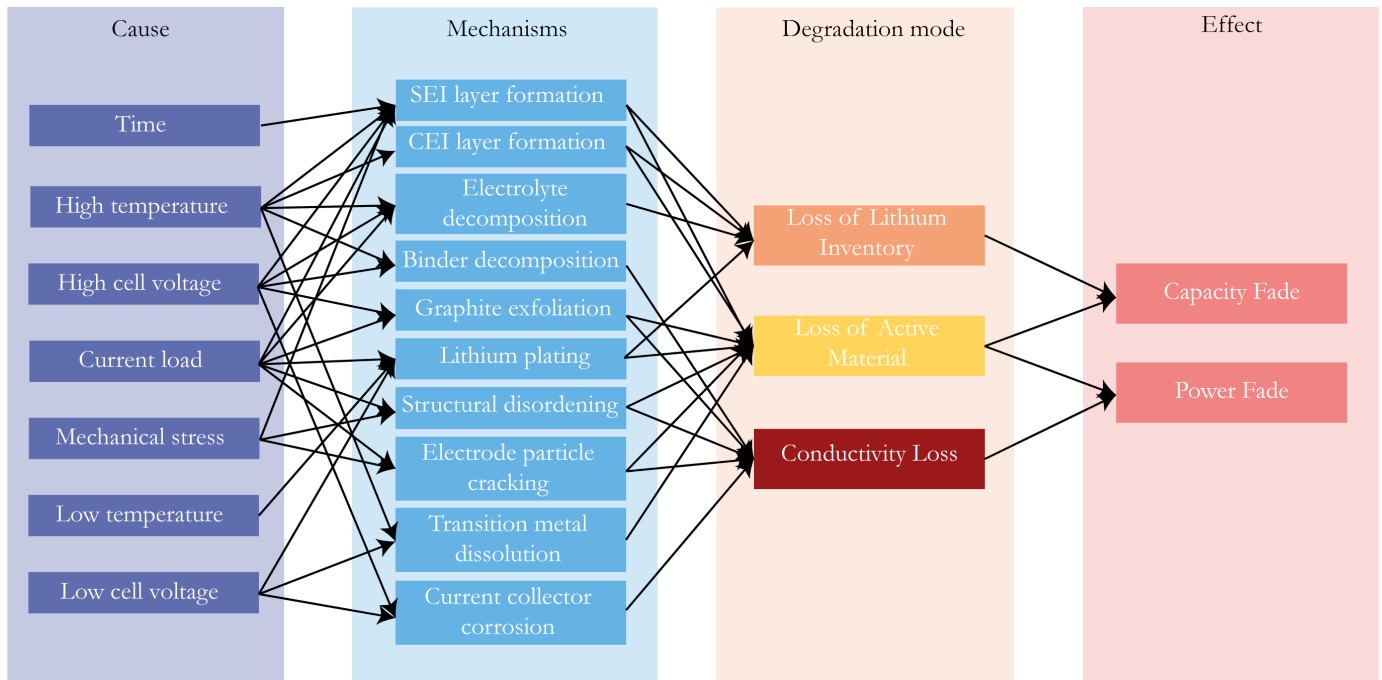 Cause
Mechanisms
Degradation mode
Effect
Time
High temperature
High cell voltage
Current load
Mechanical stress
Low temperature
Low cell voltage
SEI layer formation
CEI layer formation
Electrolyte
decomposition
Binder decomposition
Graphite exfoliation
Lithium plating
Structural disordening
Electrode particle
cracking
Transition metal
dissolution
Current collector
corrosion
Loss of Lithium
Inventory
Loss of Active
Material
Conductivity Loss
Capacity Fade
Power Fade